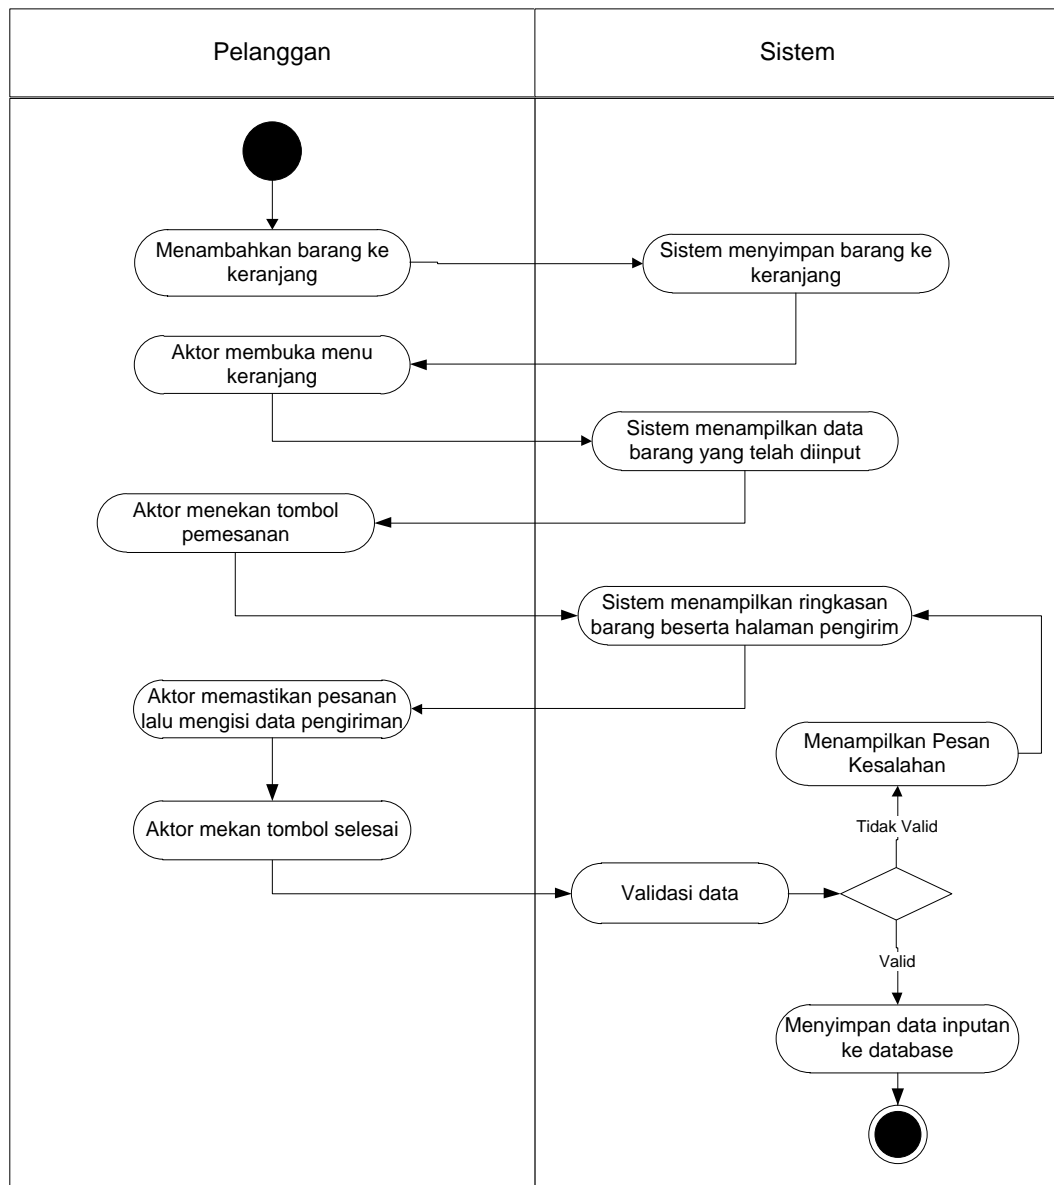 Pelanggan
Sistem
Menambahkan barang ke
keranjang
Sistem menyimpan barang ke
keranjang
Aktor membuka menu
keranjang
Sistem menampilkan data
barang yang telah diinput
Aktor menekan tombol
pemesanan
Sistem menampilkan ringkasan
barang beserta halaman pengirim
Aktor memastikan pesanan
lalu mengisi data pengiriman
Menampilkan Pesan
Kesalahan
Tidak Valid
Aktor mekan tombol selesai
Validasi data
Valid
Menyimpan data inputan
ke database